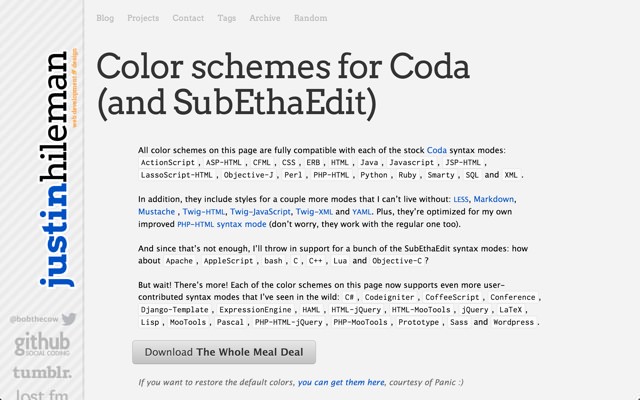 Blog Projects Contact Tags Archive Random
justinhileman
web development & design
Color schemes for Coda
(and SubEthaEdit)
All color schemes on this page are fully compatible with each of the stock Coda syntax modes:
ActionScript , ASP-HTML , CFML , CSS , ERB , HTML , Java , Javascript , JSP-HTML ,
LassoScript-HTML , Objective-J , Perl , PHP-HTML , Python , Ruby , Smarty , SQL and XML .
In addition, they include styles for a couple more modes that I can't live without: LESS, Markdown,
Mustache , Twig-HTML, Twig-JavaScript, Twig-XML and YAML. Plus, they're optimized for my own
improved PHP-HTML syntax mode (don't worry, they work with the regular one too).
And since that's not enough, I'll throw in support for a bunch of the SubEthaEdit syntax modes: how
about Apache , AppleScript , bash , C , C++ , Lua and Objective-C ?
But wait! There's more! Each of the color schemes on this page now supports even more user-
contributed syntax modes that I've seen in the wild: C# , Codeigniter , CoffeeScript , Conference ,
Django-Template , ExpressionEngine , HAML , HTML-jQuery , HTML-MooTools , jQuery , LaTeX ,
Lisp , MooTools , Pascal , PHP-HTML-jQuery , PHP-MooTools , Prototype , Sass and Wordpress .
@bobthecow
github
SOCIAL CODING
Download The Whole Meal Deal
tumblr.
If you want to restore the default colors, you can get them here, courtesy of Panic :)
last.fm